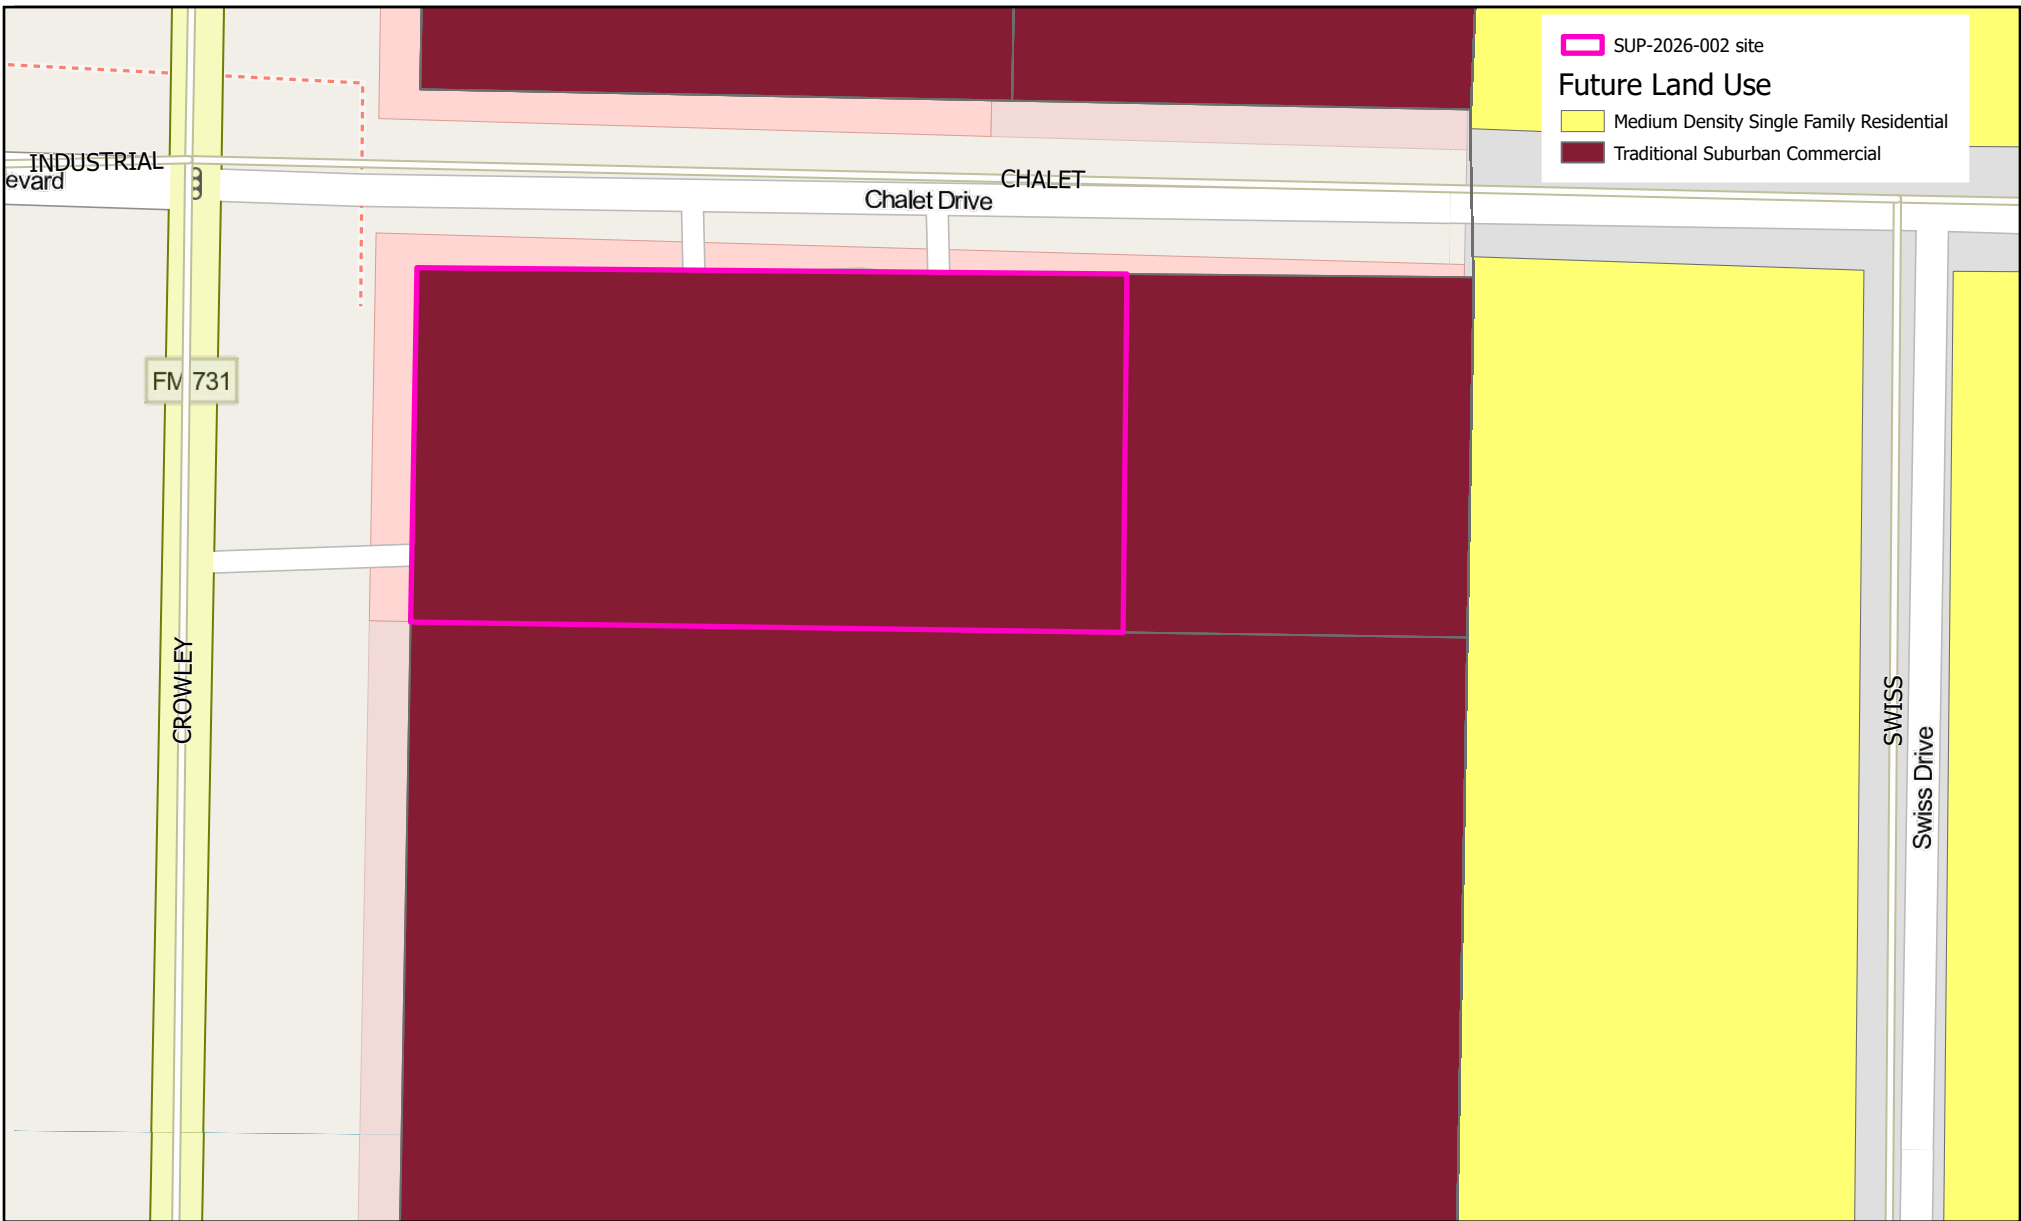 SUP-2026-002 site
Future Land Use
Medium Density Single Family Residential
Traditional Suburban Commercial
INDUSTRIAL
evard
CHALET
Chalet Drive
FM 731
CROWLEY
SWISS
Swiss Drive